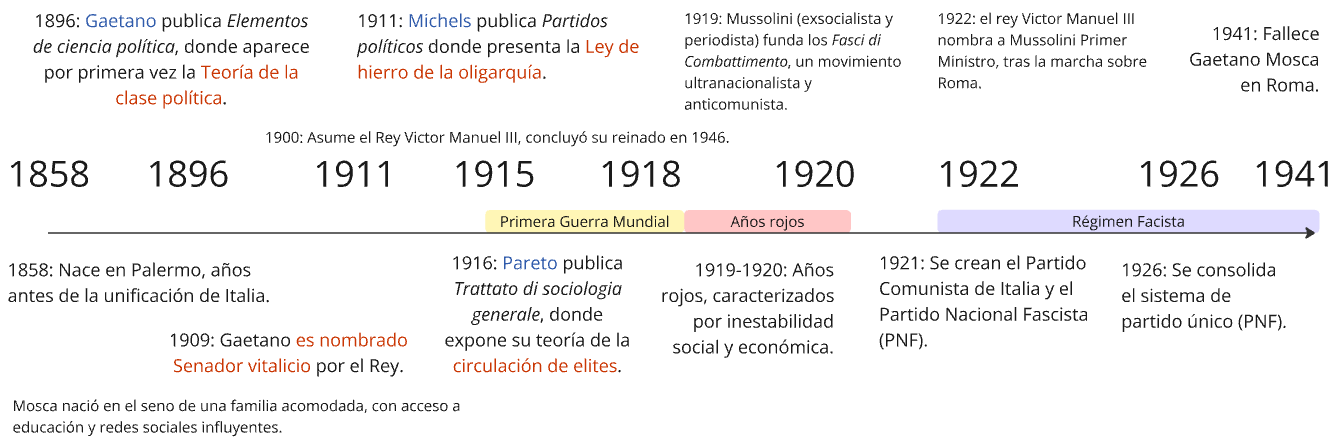 1896: Gaetano publica Elementos
de ciencia política, donde aparece
por primera vez la Teoría de la
clase política.
1911: Michels publica Partidos
políticos donde presenta la Ley de
hierro de la oligarquía.
1919: Mussolini (exsocialista y
periodista) funda los Fasci di
Combattimento, un movimiento
ultranacionalista y
anticomunista.
1922: el rey Victor Manuel III
nombra a Mussolini Primer
Ministro, tras la marcha sobre
Roma.
1941: Fallece
Gaetano Mosca
en Roma.
1900: Asume el Rey Victor Manuel III, concluyó su reinado en 1946.
1858 1896 1911 1915 1918 1920 1922 1926 1941
Primera Guerra Mundial Años rojos Régimen Facista
1858: Nace en Palermo, años
antes de la unificación de Italia.
1909: Gaetano es nombrado
Senador vitalicio por el Rey.
1916: Pareto publica
Trattato di sociologia
generale, donde
expone su teoría de la
circulación de elites.
1919-1920: Años
rojos, caracterizados
por inestabilidad
social y económica.
1921: Se crean el Partido
Comunista de Italia y el
Partido Nacional Fascista
(PNF).
1926: Se consolida
el sistema de
partido único (PNF).
Mosca nació en el seno de una familia acomodada, con acceso a
educación y redes sociales influyentes.